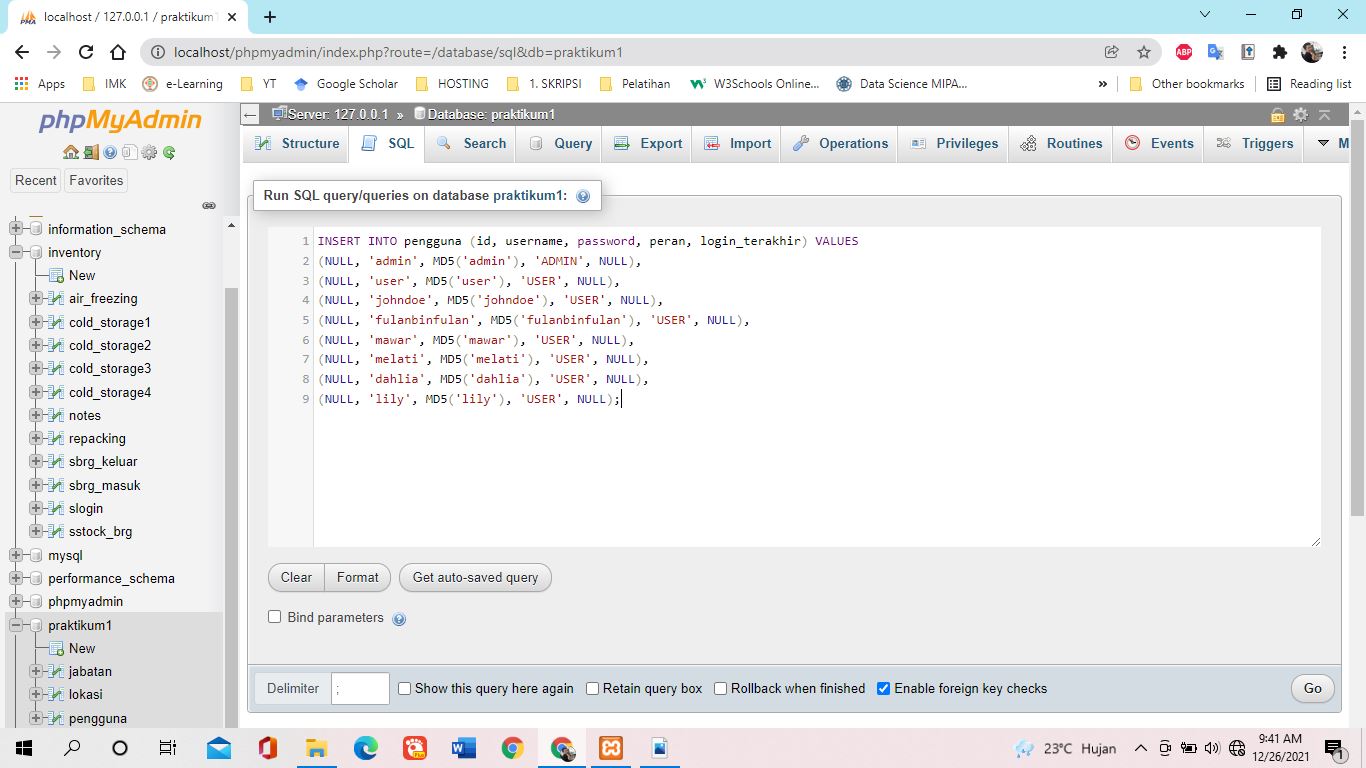 localhost / 127.0.0.1 / praktikum1
localhost/phpmyadmin/index.php?route=/database/sql&db=praktikum1
ABP
Apps IMK e-Learning YT Google Scholar HOSTING 1. SKRIPSI Pelatihan W3Schools Online... Data Science MIPA... » Other bookmarks Reading list
phpMyAdmin
Recent Favorites
information_schema
inventory
New
air_freezing
cold_storage1
cold_storage2
cold_storage3
cold_storage4
notes
repacking
sbrg_keluar
sbrg_masuk
slogin
sstock_brg
mysql
performance_schema
phpmyadmin
praktikum1
New
jabatan
lokasi
pengguna
Server: 127.0.0.1 » Database: praktikum1
Structure SQL Search Query Export Import Operations Privileges Routines Events Triggers M
Run SQL query/queries on database praktikum1:
1 INSERT INTO pengguna (id, username, password, peran, login_terakhir) VALUES
2 (NULL, 'admin', MD5('admin'), 'ADMIN', NULL),
3 (NULL, 'user', MD5('user'), 'USER', NULL),
4 (NULL, 'johndoe', MD5('johndoe'), 'USER', NULL),
5 (NULL, 'fulanbinfulan', MD5('fulanbinfulan'), 'USER', NULL),
6 (NULL, 'mawar', MD5('mawar'), 'USER', NULL),
7 (NULL, 'melati', MD5('melati'), 'USER', NULL),
8 (NULL, 'dahlia', MD5('dahlia'), 'USER', NULL),
9 (NULL, 'lily', MD5('lily'), 'USER', NULL);
Clear Format Get auto-saved query
Bind parameters
Delimiter ; Show this query here again Retain query box Rollback when finished Enable foreign key checks Go
23°C Hujan
9:41 AM
12/26/2021
1